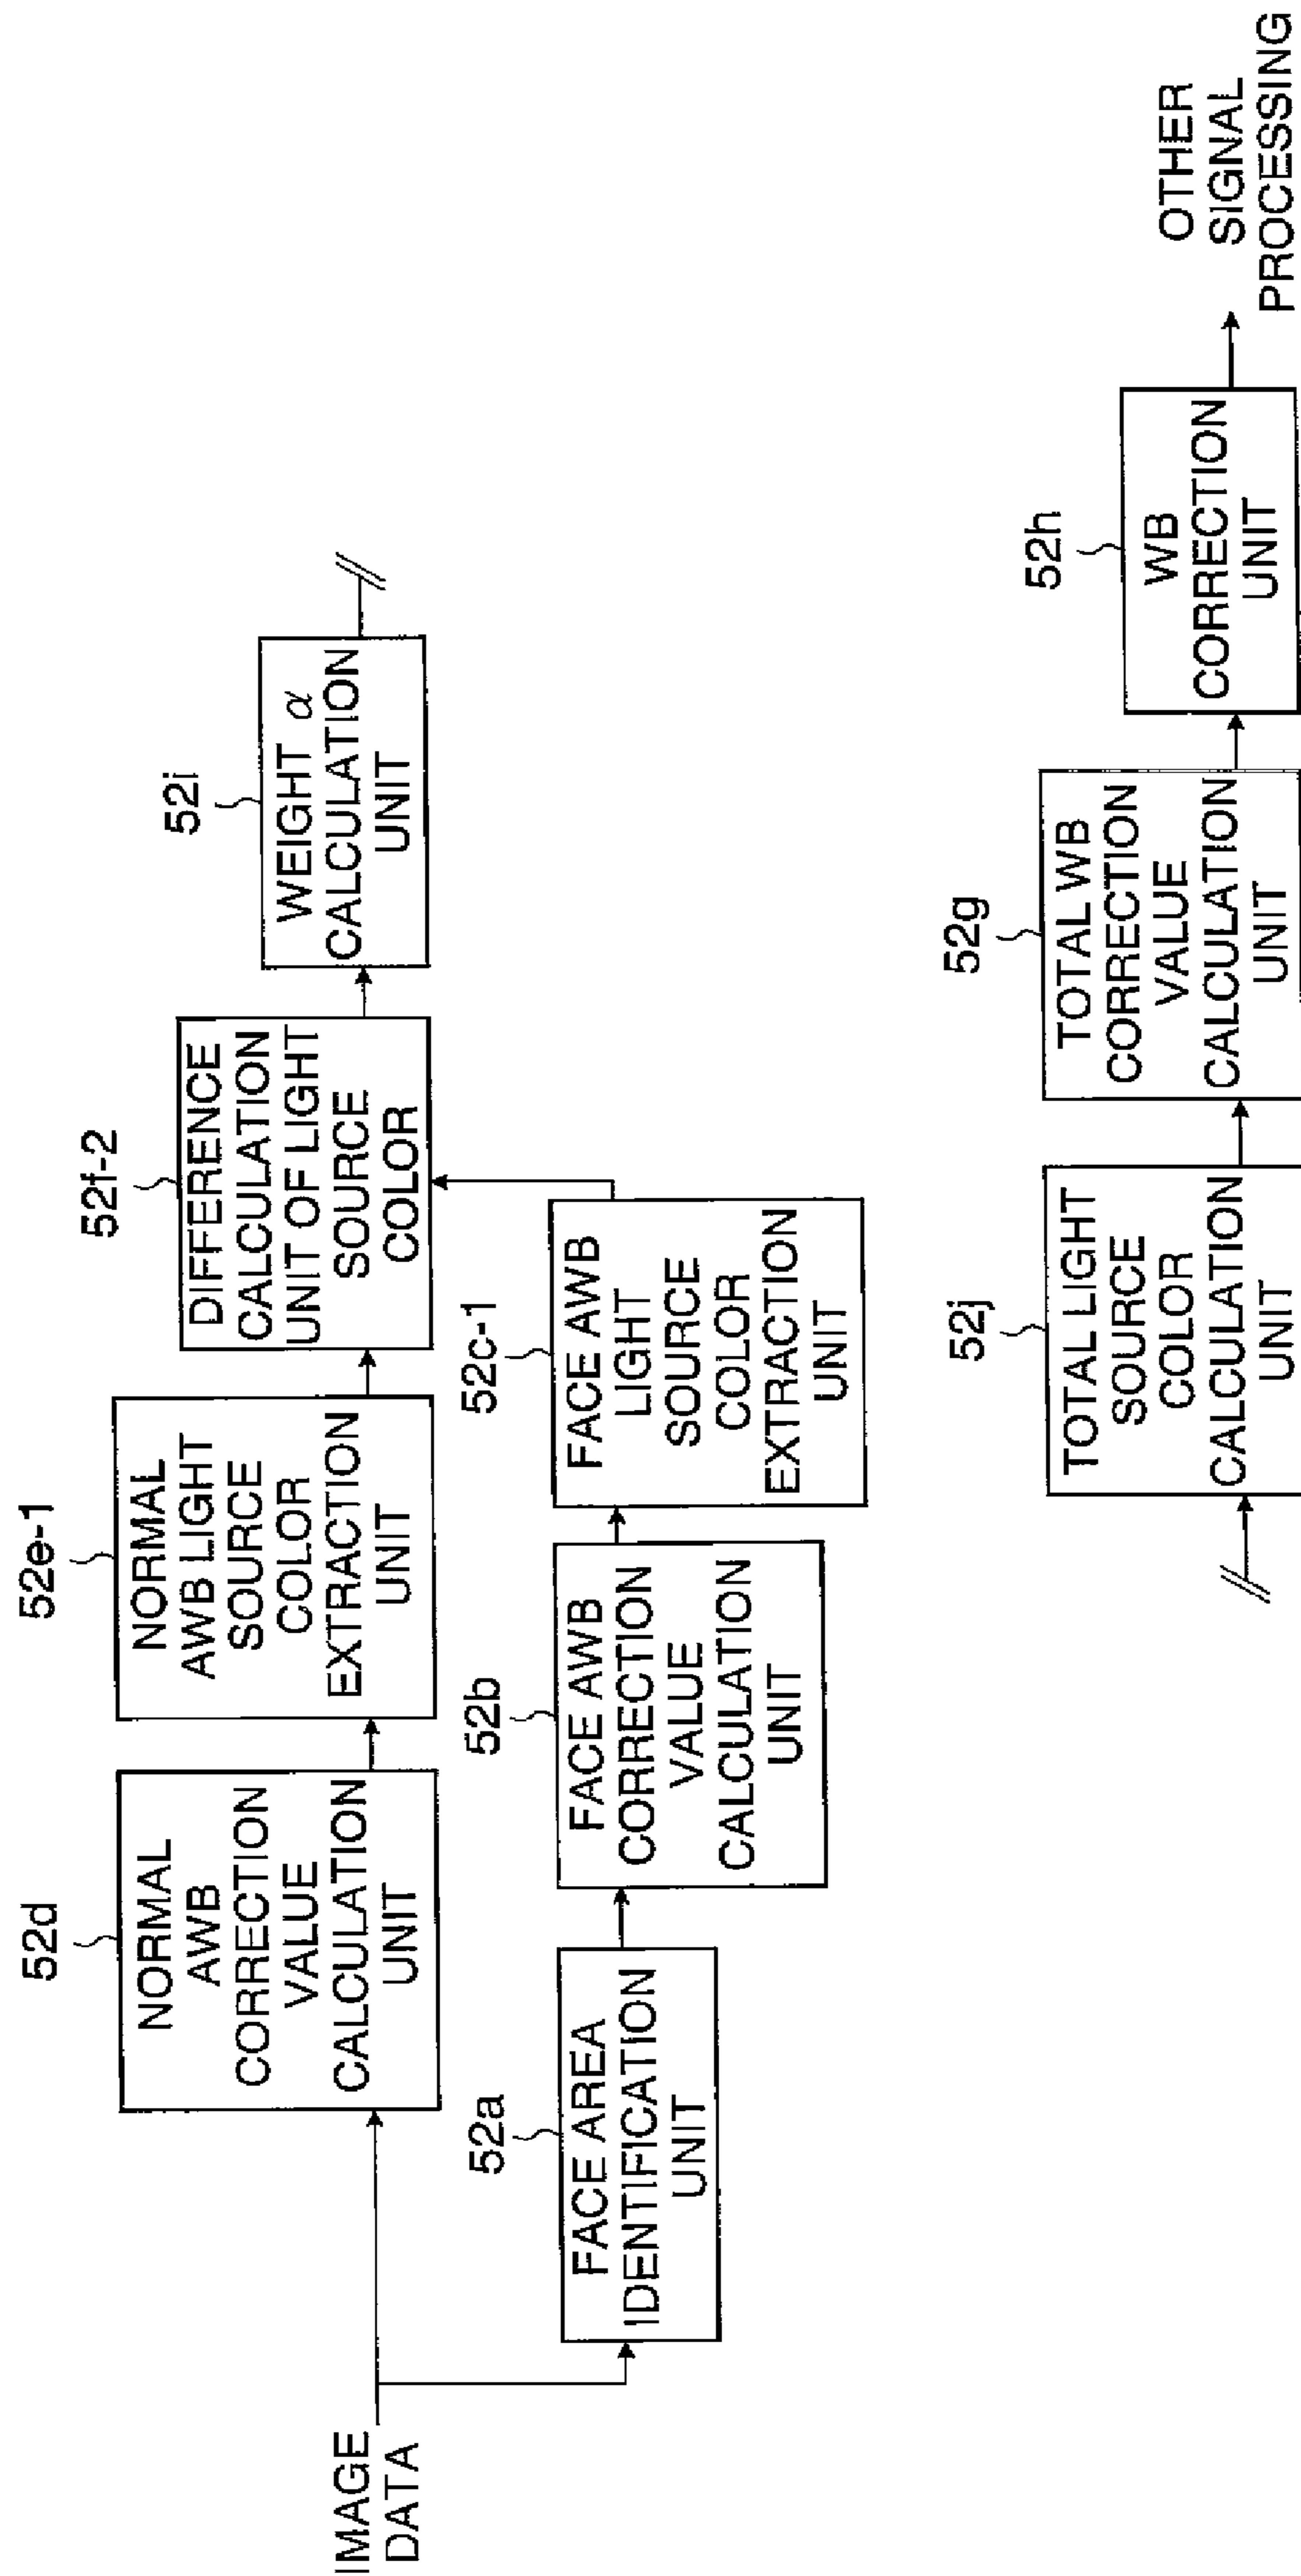 IMAGE
DATA
52d
NORMAL
AWB
CORRECTION
VALUE
CALCULATION
UNIT
52e-1
NORMAL
AWB LIGHT
SOURCE
COLOR
EXTRACTION
UNIT
52f-2
DIFFERENCE
CALCULATION
UNIT OF LIGHT
SOURCE
COLOR
52i
WEIGHT α
CALCULATION
UNIT
52a
FACE AREA
IDENTIFICATION
UNIT
52b
FACE AWB
CORRECTION
VALUE
CALCULATION
UNIT
52c-1
FACE AWB
LIGHT
SOURCE
COLOR
EXTRACTION
UNIT
52j
TOTAL LIGHT
SOURCE
COLOR
CALCULATION
UNIT
52g
TOTAL WB
CORRECTION
VALUE
CALCULATION
UNIT
52h
WB
CORRECTION
UNIT
OTHER
SIGNAL
PROCESSING